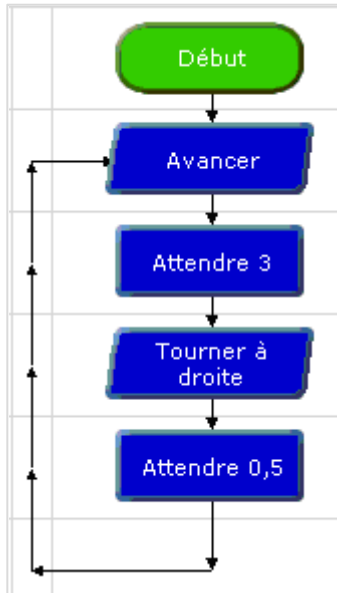 Début
Avancer
Attendre 3
Tourner à
droite
Attendre 0,5